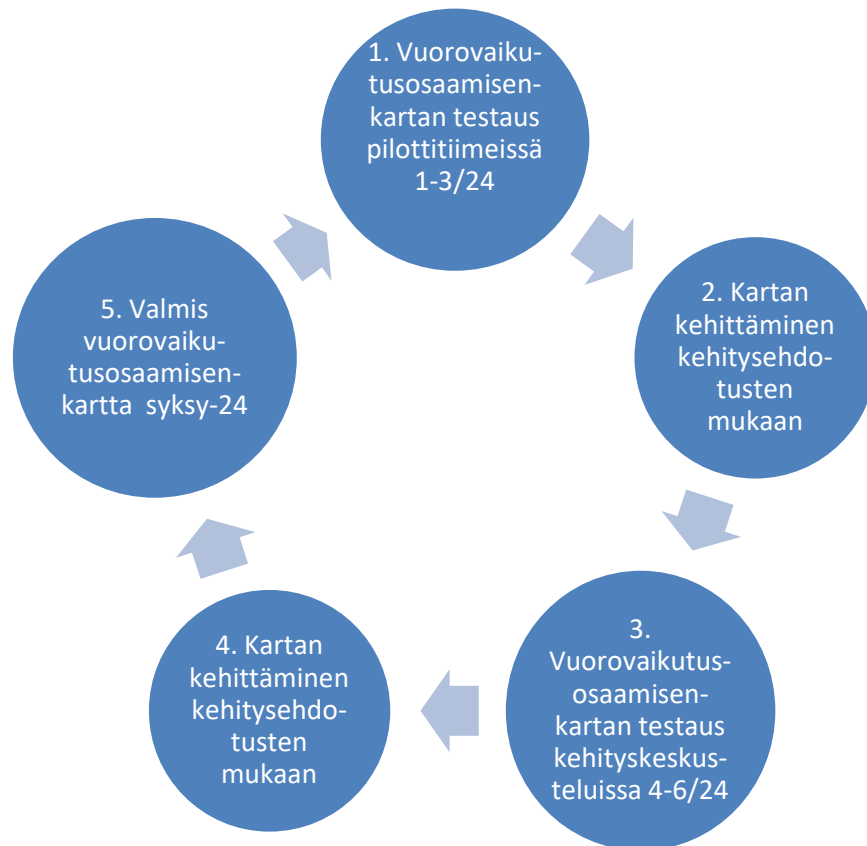 1. Vuorovaiku-
tusosaamisen-
kartan testaus
pilottitiimeissä
1-3/24
2. Kartan
kehittäminen
kehitysehdo-
tusten
mukaan
3.
Vuorovaikutus-
osaamisen-
kartan testaus
kehityskeskus-
teluissa 4-6/24
4. Kartan
kehittäminen
kehitysehdo-
tusten
mukaan
5. Valmis
vuorovaiku-
tusosaamisen-
kartta  syksy-24